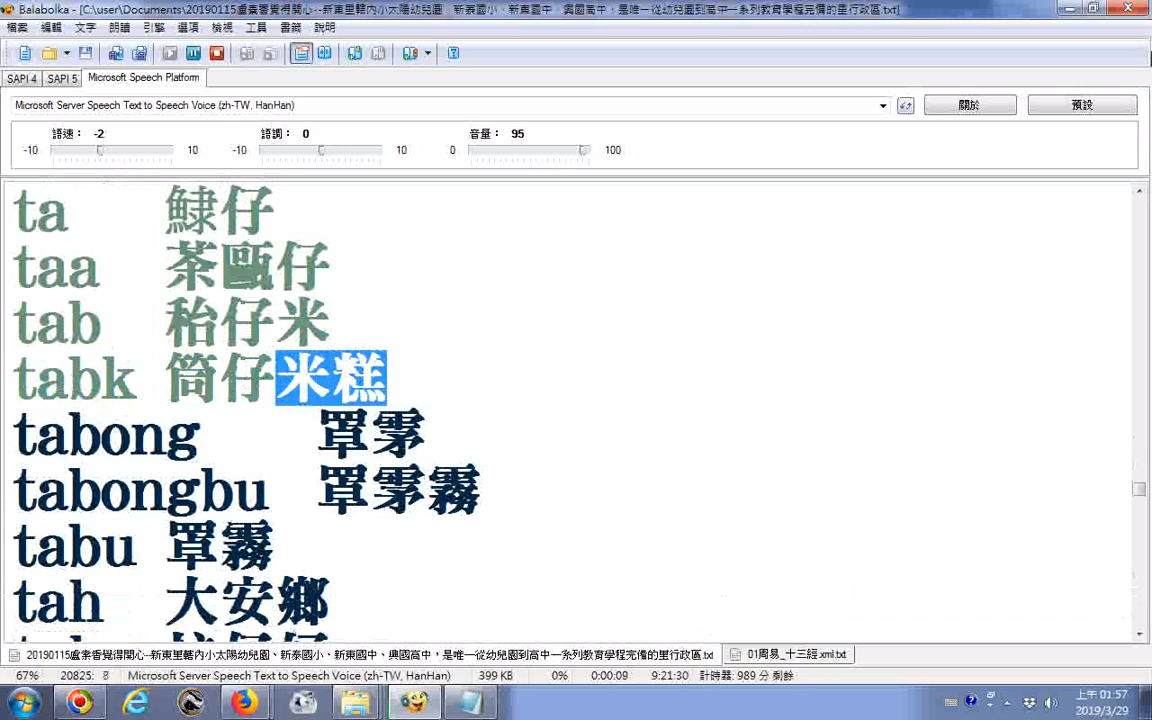 Balabolka - [C:\user\Documents\20190115盧素香覺得開心--新東里轄內小太陽幼兒園、新泰國小、新東國中、興國高中，是唯一從幼兒園到高中一系列教育學程完備的里行政區.txt]
檔案 編輯 文字 朗讀 引擎 選項 檢視 工具 書籤 說明
SAPI 4 SAPI 5 Microsoft Speech Platform
Microsoft Server Speech Text to Speech Voice (zh-TW, HanHan) 關於 預設
語速： -2 語調： 0 音量： 95
-10 10 -10 10 0 100
ta 鯄仔
taa 茶甌仔
tab 秮仔米
tabk 筒仔米糕
tabong 罩雺
tabongbu 罩雺霧
tabu 罩霧
tah 大安鄉
20190115盧素香覺得開心--新東里轄內小太陽幼兒園、新泰國小、新東國中、興國高中，是唯一從幼兒園到高中一系列教育學程完備的里行政區.txt 01周易_十三經.xml.txt
67% 20825: 8 Microsoft Server Speech Text to Speech Voice (zh-TW, HanHan) 399 KB 0% 0:00:09 9:21:30 計時器: 989 分 剩餘
上午 01:57
2019/3/29